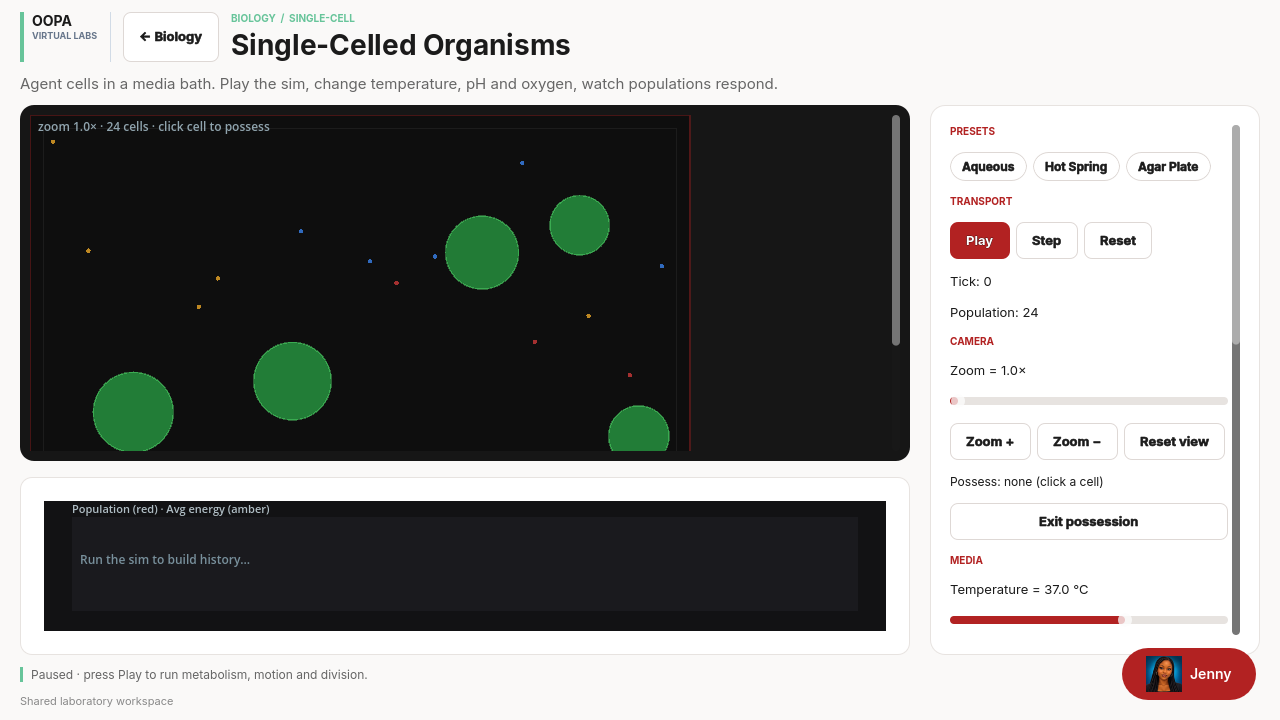 OOPA
VIRTUAL LABS
← Biology
BIOLOGY / SINGLE-CELL
Single-Celled Organisms
Agent cells in a media bath. Play the sim, change temperature, pH and oxygen, watch populations respond.
zoom 1.0× · 24 cells · click cell to possess
Population (red) · Avg energy (amber)
Run the sim to build history...
Paused · press Play to run metabolism, motion and division.
Shared laboratory workspace
PRESETS
Aqueous Hot Spring Agar Plate
TRANSPORT
Play Step Reset
Tick: 0
Population: 24
CAMERA
Zoom = 1.0×
Zoom + Zoom − Reset view
Possess: none (click a cell)
Exit possession
MEDIA
Temperature = 37.0 °C
Jenny